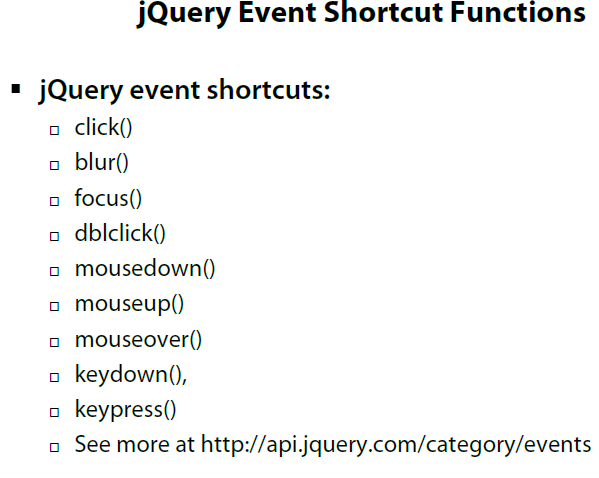 jQuery Event Shortcut Functions
jQuery event shortcuts:
click()
blur()
focus()
dblclick()
mousedown()
mouseup()
mouseover()
keydown(),
keypress()
See more at http://api.jquery.com/category/events